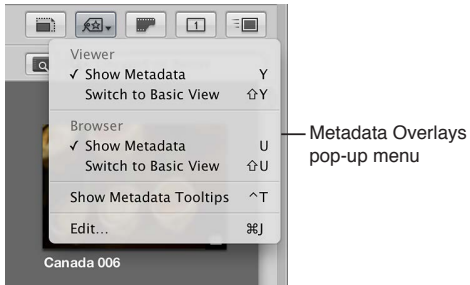 1
Viewer
✓ Show Metadata Y
Switch to Basic View ⇧Y
Browser
✓ Show Metadata U
Switch to Basic View ⇧U
Show Metadata Tooltips ^T
Edit... ⌘J
Metadata Overlays
pop-up menu
Canada 006